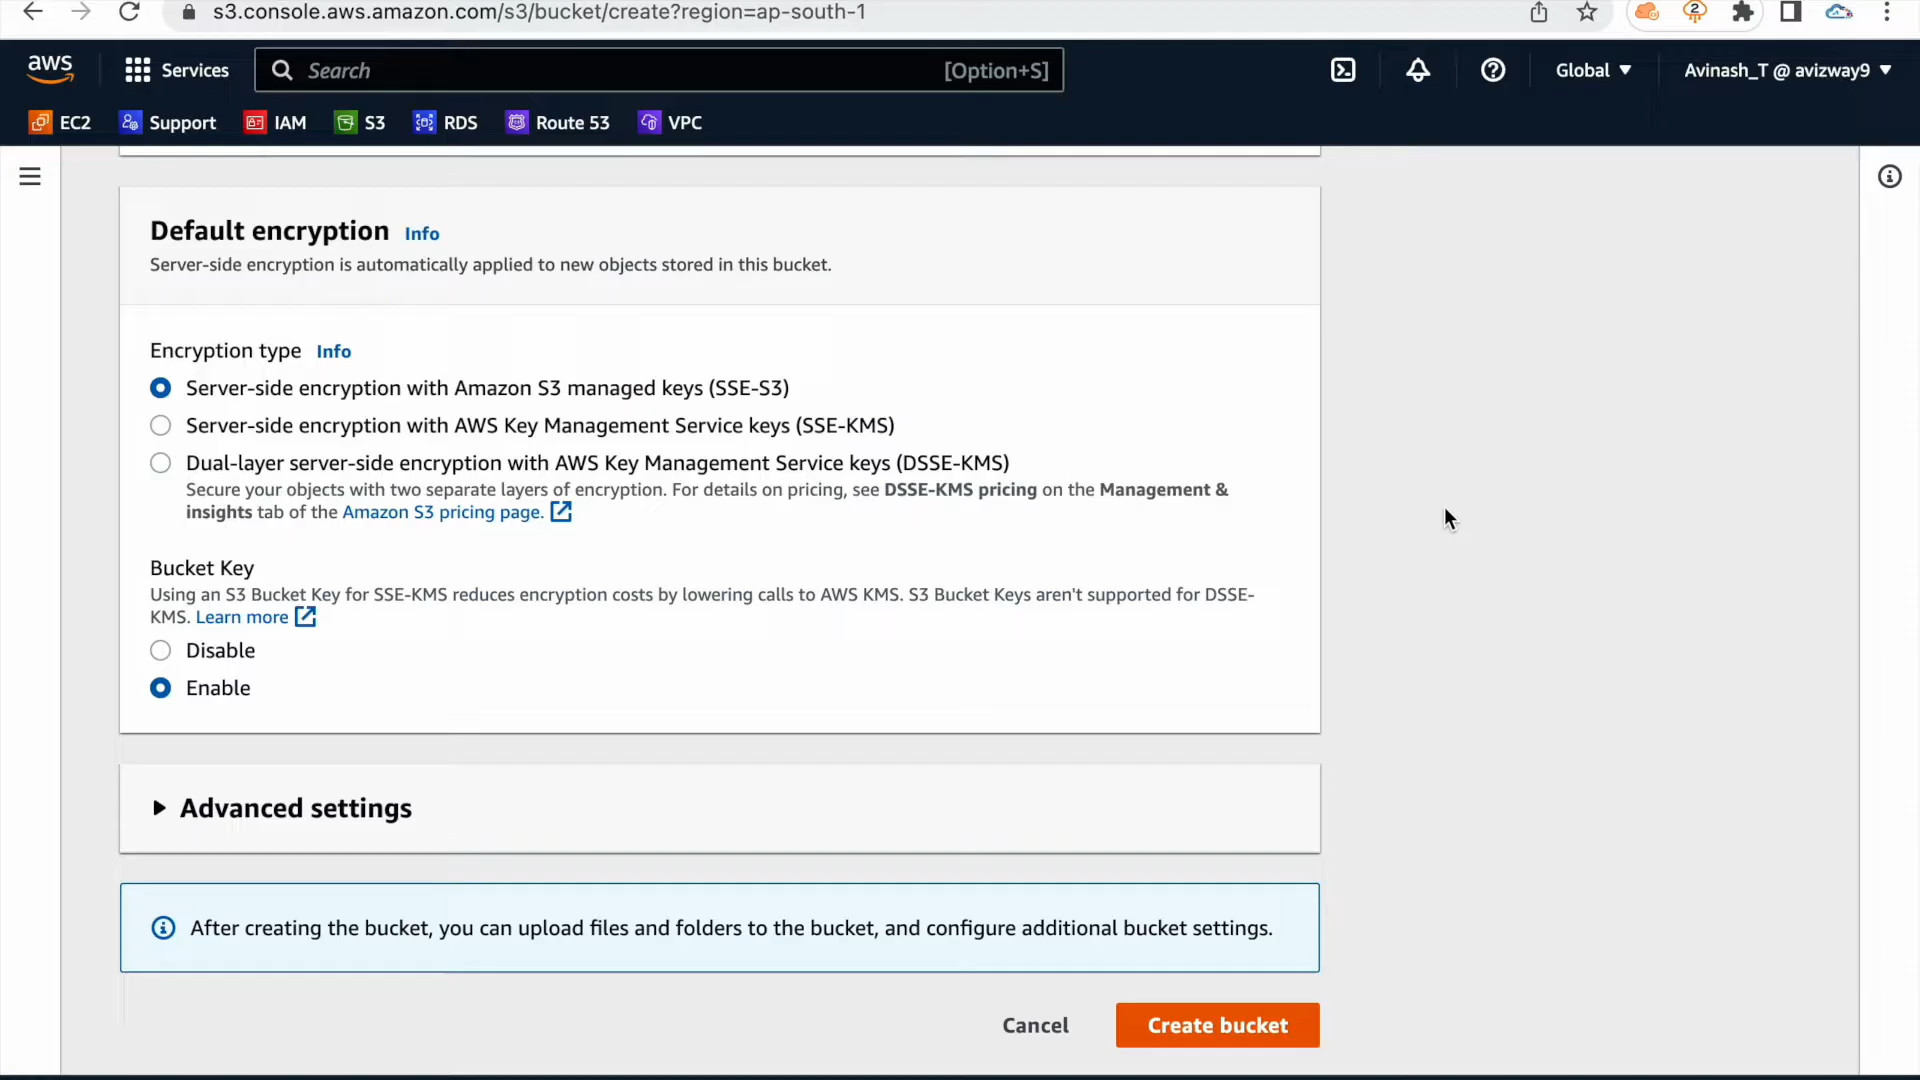 s3.console.aws.amazon.com/s3/bucket/create?region=ap-south-1
2
aws
Services
Search
[Option+S]
Global
Avinash_T @ avizway9
EC2
Support
IAM
S3
RDS
Route 53
VPC
Default encryption Info
Server-side encryption is automatically applied to new objects stored in this bucket.
Encryption type Info
Server-side encryption with Amazon S3 managed keys (SSE-S3)
Server-side encryption with AWS Key Management Service keys (SSE-KMS)
Dual-layer server-side encryption with AWS Key Management Service keys (DSSE-KMS)
Secure your objects with two separate layers of encryption. For details on pricing, see DSSE-KMS pricing on the Management &
insights tab of the Amazon S3 pricing page.
Bucket Key
Using an S3 Bucket Key for SSE-KMS reduces encryption costs by lowering calls to AWS KMS. S3 Bucket Keys aren't supported for DSSE-
KMS. Learn more
Disable
Enable
Advanced settings
After creating the bucket, you can upload files and folders to the bucket, and configure additional bucket settings.
Cancel
Create bucket